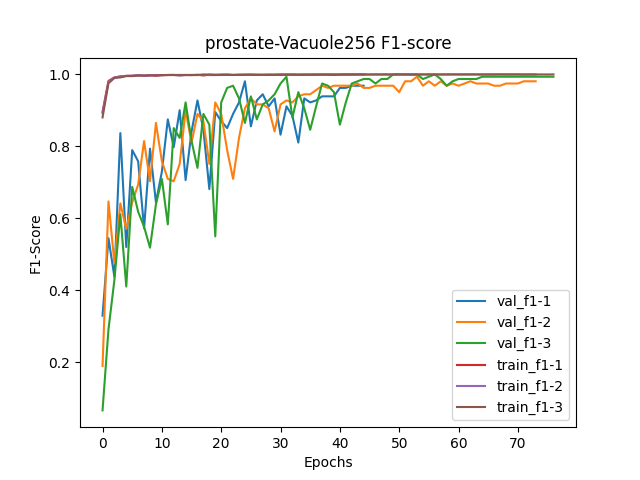 prostate-Vacuole256 F1-score
F1-Score
1.0
0.8
0.6
0.4
0.2
0 10 20 30 40 50 60 70
Epochs
val_f1-1
val_f1-2
val_f1-3
train_f1-1
train_f1-2
train_f1-3